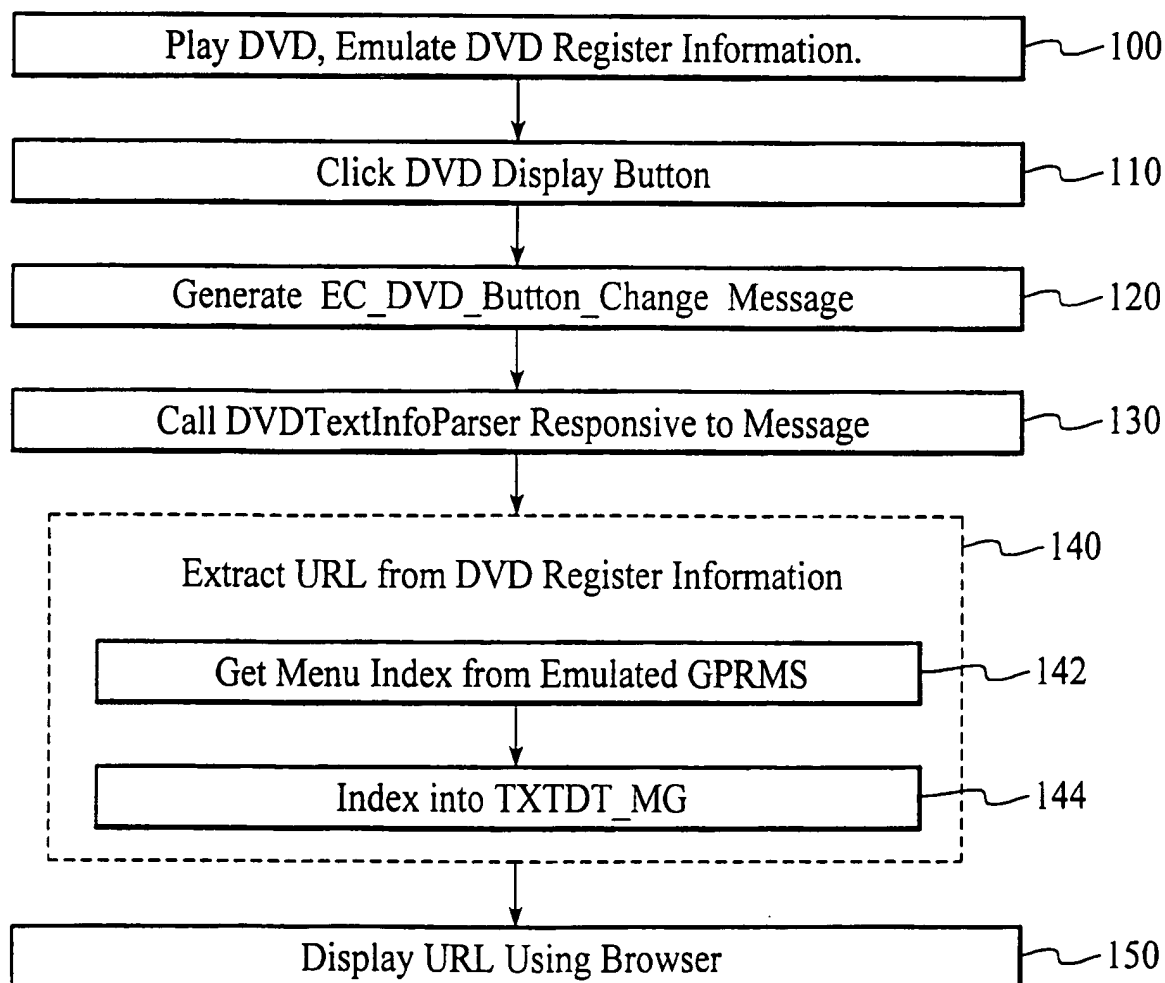 Play DVD, Emulate DVD Register Information. 100
Click DVD Display Button 110
Generate EC_DVD_Button_Change Message 120
Call DVDTextInfoParser Responsive to Message 130
140
Extract URL from DVD Register Information
Get Menu Index from Emulated GPRMS 142
Index into TXTDT_MG 144
Display URL Using Browser 150